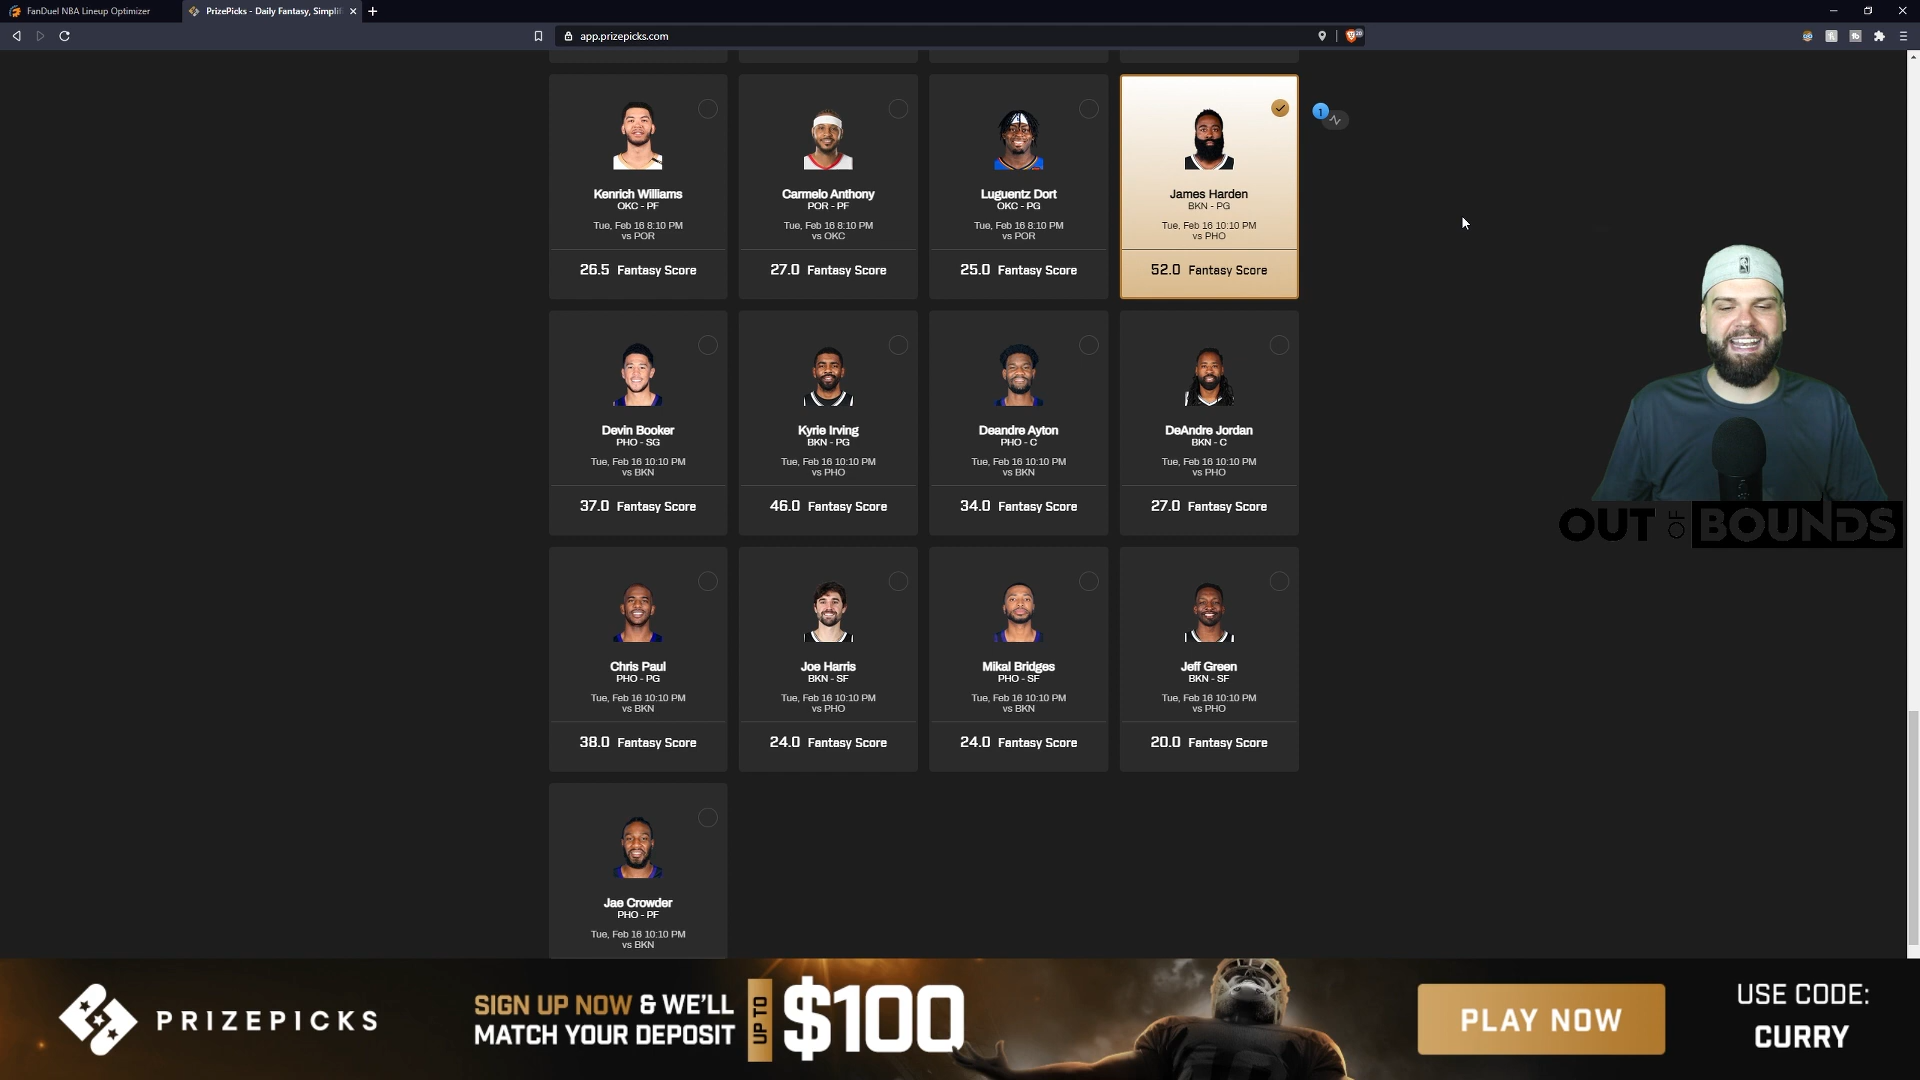 FanDuel NBA Lineup Optimizer
PrizePicks - Daily Fantasy, Simplif
app.prizepicks.com
Kenrich Williams
OKC - PF
Tue, Feb 16 8:10 PM
vs POR
26.5 Fantasy Score
Carmelo Anthony
POR - PF
Tue, Feb 16 8:10 PM
vs OKC
27.0 Fantasy Score
Luguentz Dort
OKC - PG
Tue, Feb 16 8:10 PM
vs POR
25.0 Fantasy Score
James Harden
BKN - PG
Tue, Feb 16 10:10 PM
vs PHO
52.0 Fantasy Score
1
Devin Booker
PHO - SG
Tue, Feb 16 10:10 PM
vs BKN
37.0 Fantasy Score
Kyrie Irving
BKN - PG
Tue, Feb 16 10:10 PM
vs PHO
46.0 Fantasy Score
Deandre Ayton
PHO - C
Tue, Feb 16 10:10 PM
vs BKN
34.0 Fantasy Score
DeAndre Jordan
BKN - C
Tue, Feb 16 10:10 PM
vs PHO
27.0 Fantasy Score
OUT OF BOUNDS
Chris Paul
PHO - PG
Tue, Feb 16 10:10 PM
vs BKN
38.0 Fantasy Score
Joe Harris
BKN - SF
Tue, Feb 16 10:10 PM
vs PHO
24.0 Fantasy Score
Mikal Bridges
PHO - SF
Tue, Feb 16 10:10 PM
vs BKN
24.0 Fantasy Score
Jeff Green
BKN - SF
Tue, Feb 16 10:10 PM
vs PHO
20.0 Fantasy Score
Jae Crowder
PHO - PF
Tue, Feb 16 10:10 PM
vs BKN
PRIZEPICKS
SIGN UP NOW & WE'LL
MATCH YOUR DEPOSIT
UP TO
$100
PLAY NOW
USE CODE:
CURRY